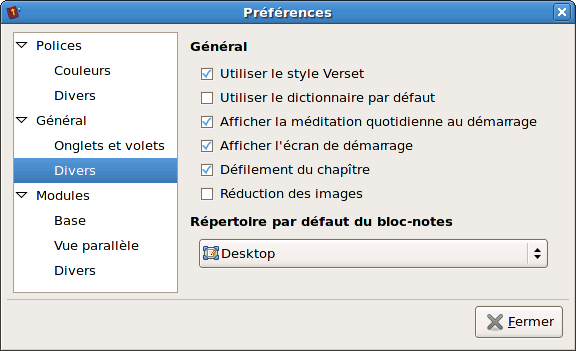 Préférences
Polices
Couleurs
Divers
Général
Onglets et volets
Divers
Modules
Base
Vue parallèle
Divers
Général
Utiliser le style Verset
Utiliser le dictionnaire par défaut
Afficher la méditation quotidienne au démarrage
Afficher l'écran de démarrage
Défilement du chapître
Réduction des images
Répertoire par défaut du bloc-notes
Desktop
Fermer